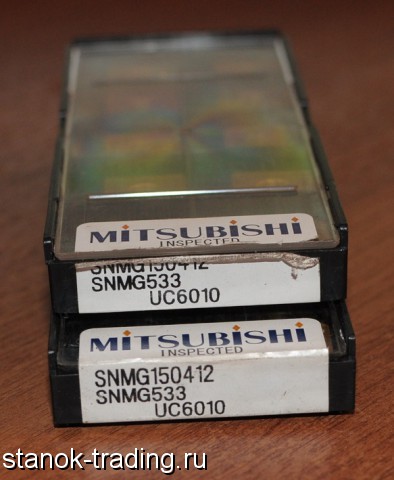 MITSUBISHI
INSPECTED
SNMG150412
SNMG533
UC6010
MITSUBISHI
INSPECTED
SNMG150412
SNMG533
UC6010
stanok-trading.ru